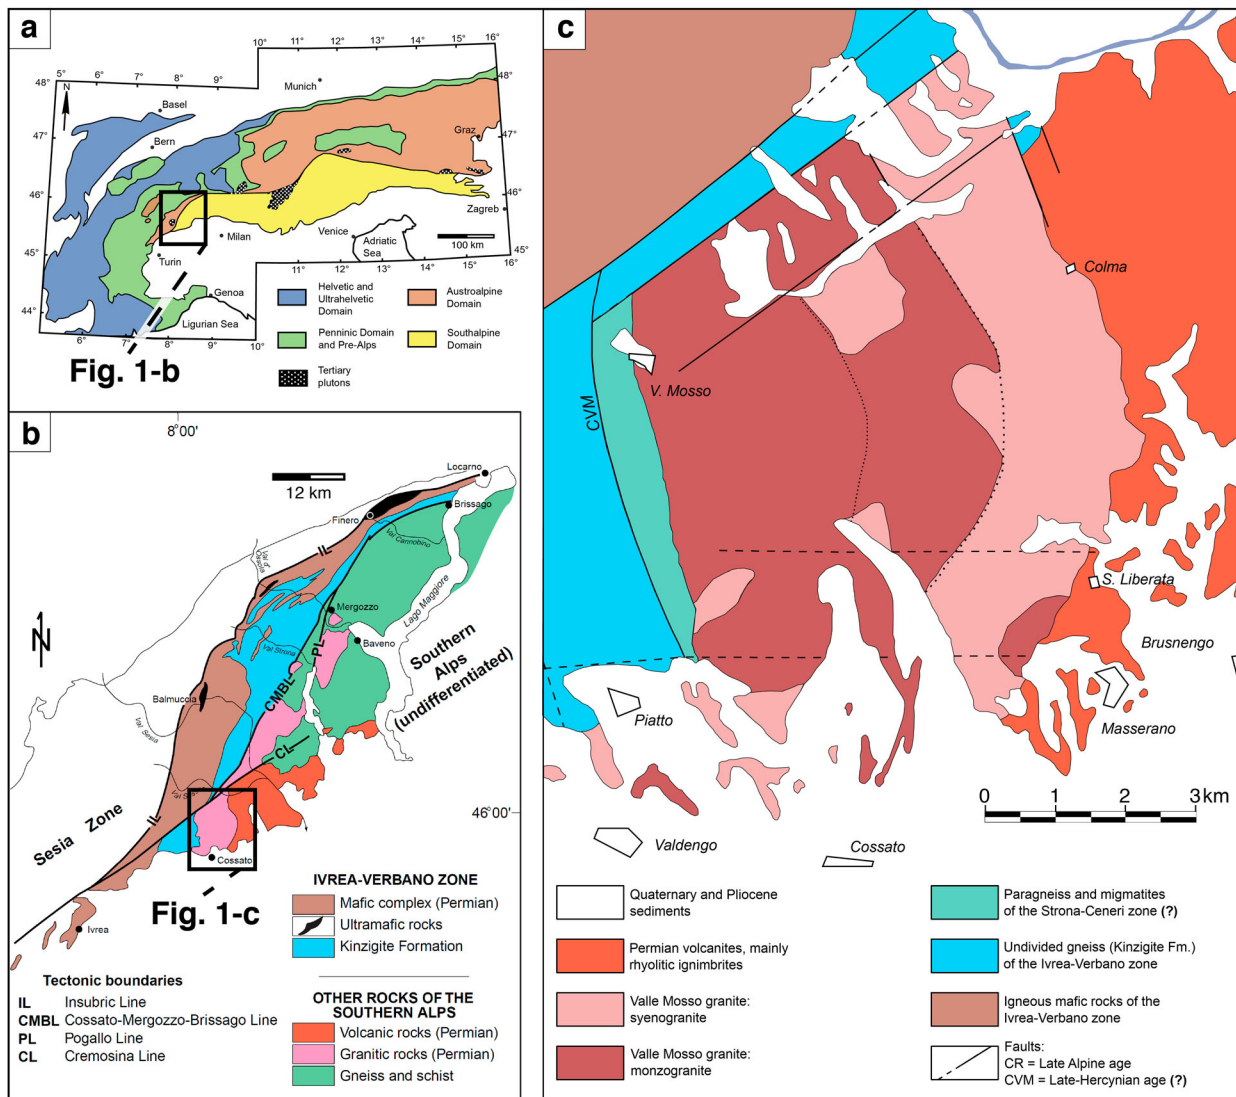 a
5°
6°
7°
8°
9°
10°
11°
12°
13°
14°
15°
16°
48°
47°
46°
45°
44°
N
Basel
Bern
Munich
Graz
Zagreb
Milan
Venice
Adriatic
Sea
Turin
Genoa
Ligurian Sea
100 km
48°
47°
46°
45°
11°
12°
13°
14°
15°
16°
6°
7°
8°
9°
10°
Helvetic and
Ultrahelvetic
Domain
Austroalpine
Domain
Penninic Domain
and Pre-Alps
Southalpine
Domain
Tertiary
plutons
Fig. 1-b
b
8°00'
12 km
N
Locarno
Brissago
Finero
Val Cannobino
IL
Mergozzo
Lago Maggiore
Baveno
Val Strona
PL
CMBL
Southern
Alps
(undifferentiated)
Balmuccia
Val Sesia
CL
46°00'
Sesia Zone
IL
Cossato
Ivrea
Fig. 1-c
IVREA-VERBANO ZONE
Mafic complex (Permian)
Ultramafic rocks
Kinzigite Formation
OTHER ROCKS OF THE
SOUTHERN ALPS
Volcanic rocks (Permian)
Granitic rocks (Permian)
Gneiss and schist
Tectonic boundaries
IL Insubric Line
CMBL Cossato-Mergozzo-Brissago Line
PL Pogallo Line
CL Cremosina Line
c
Colma
V. Mosso
CVM
S. Liberata
Brusnengo
Masserano
Piatto
0 1 2 3km
Valdengo
Cossato
Quaternary and Pliocene
sediments
Permian volcanites, mainly
rhyolitic ignimbrites
Valle Mosso granite:
syenogranite
Valle Mosso granite:
monzogranite
Paragneiss and migmatites
of the Strona-Ceneri zone (?)
Undivided gneiss (Kinzigite Fm.)
of the Ivrea-Verbano zone
Igneous mafic rocks of the
Ivrea-Verbano zone
Faults:
CR = Late Alpine age
CVM = Late-Hercynian age (?)